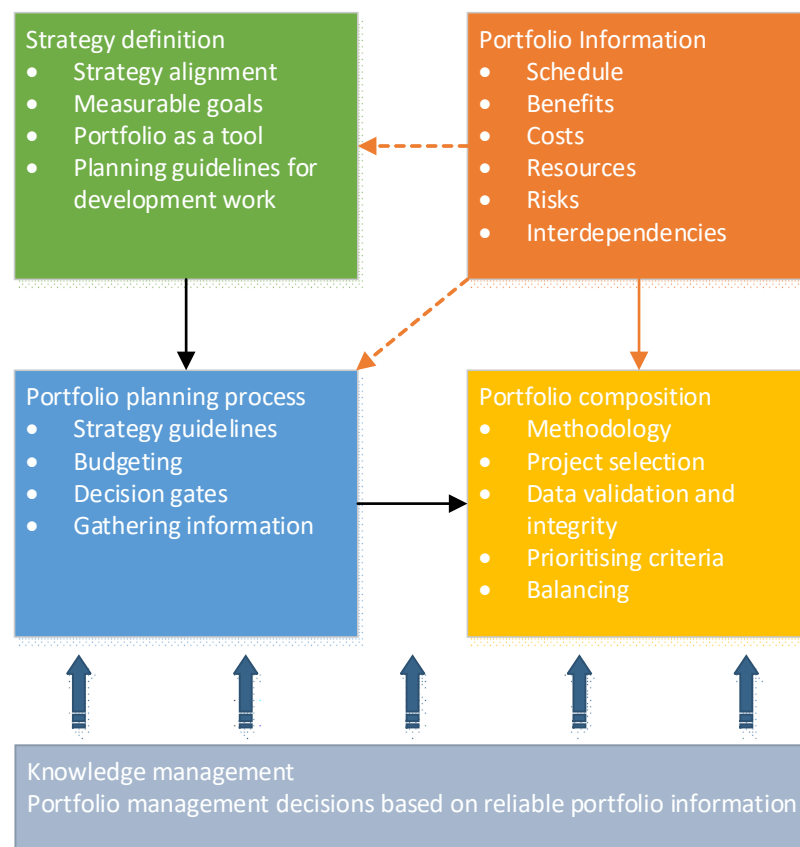 Strategy definition
• Strategy alignment
• Measurable goals
• Portfolio as a tool
• Planning guidelines for
development work
Portfolio Information
• Schedule
• Benefits
• Costs
• Resources
• Risks
• Interdependencies
Portfolio planning process
• Strategy guidelines
• Budgeting
• Decision gates
• Gathering information
Portfolio composition
• Methodology
• Project selection
• Data validation and
integrity
• Prioritising criteria
• Balancing
Knowledge management
Portfolio management decisions based on reliable portfolio information